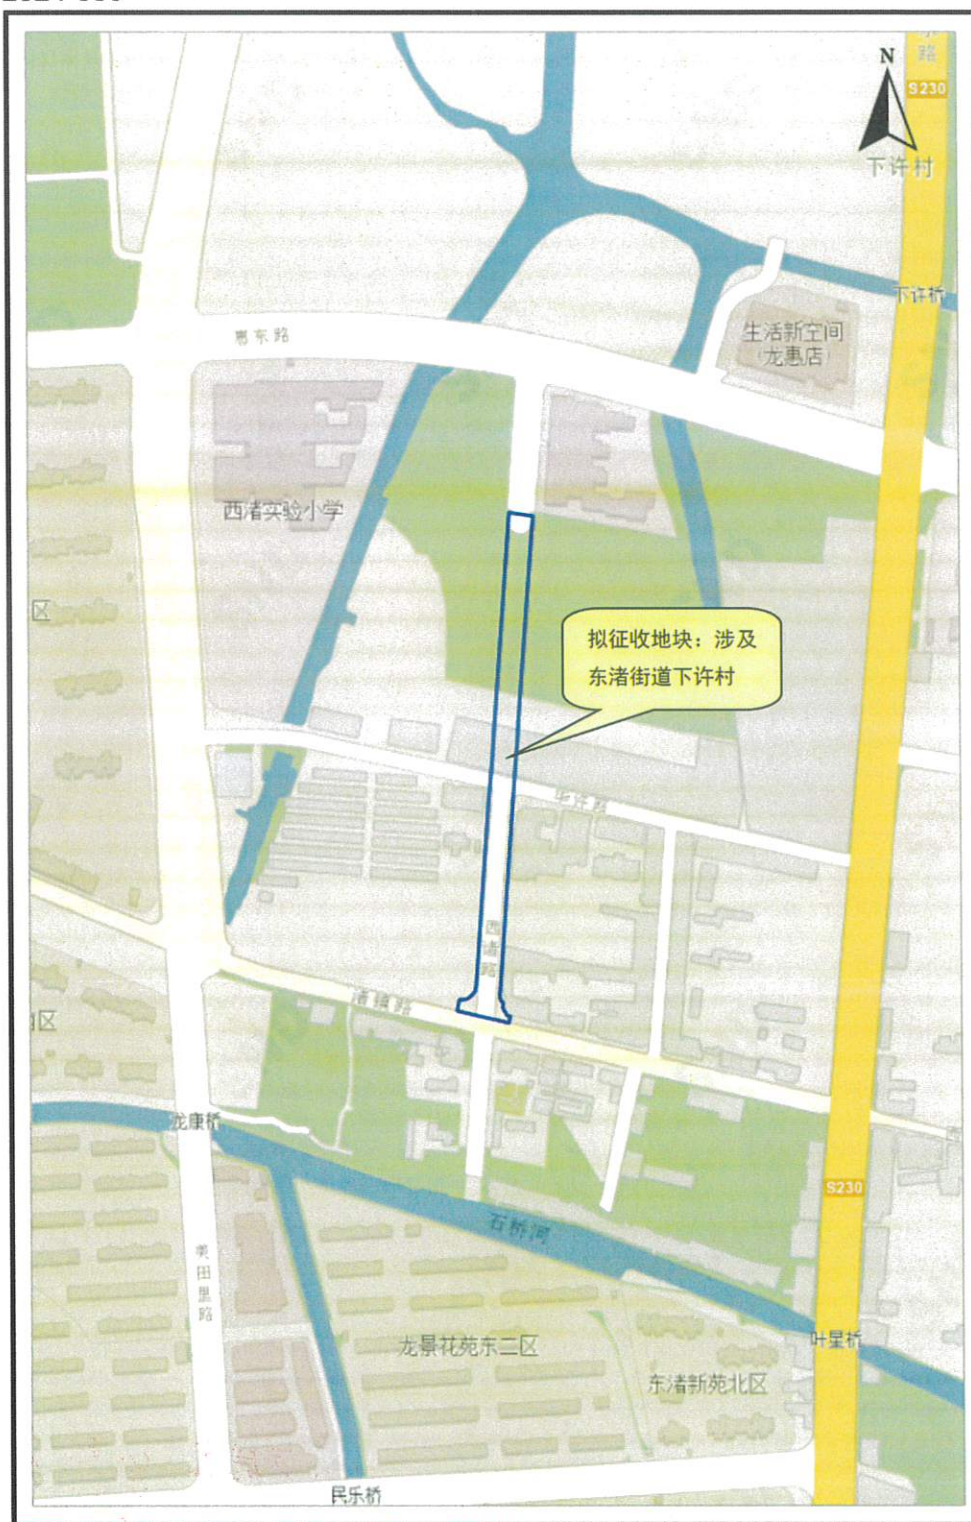 N
路
S230
下许村
下许桥
惠东路
生活新空间
(龙惠店)
西渚实验小学
区
拟征收地块：涉及
东渚街道下许村
西渚路
渚镇路
区
龙康桥
S230
石桥河
美田里路
叶星桥
龙景花苑东二区
东渚新苑北区
民乐桥